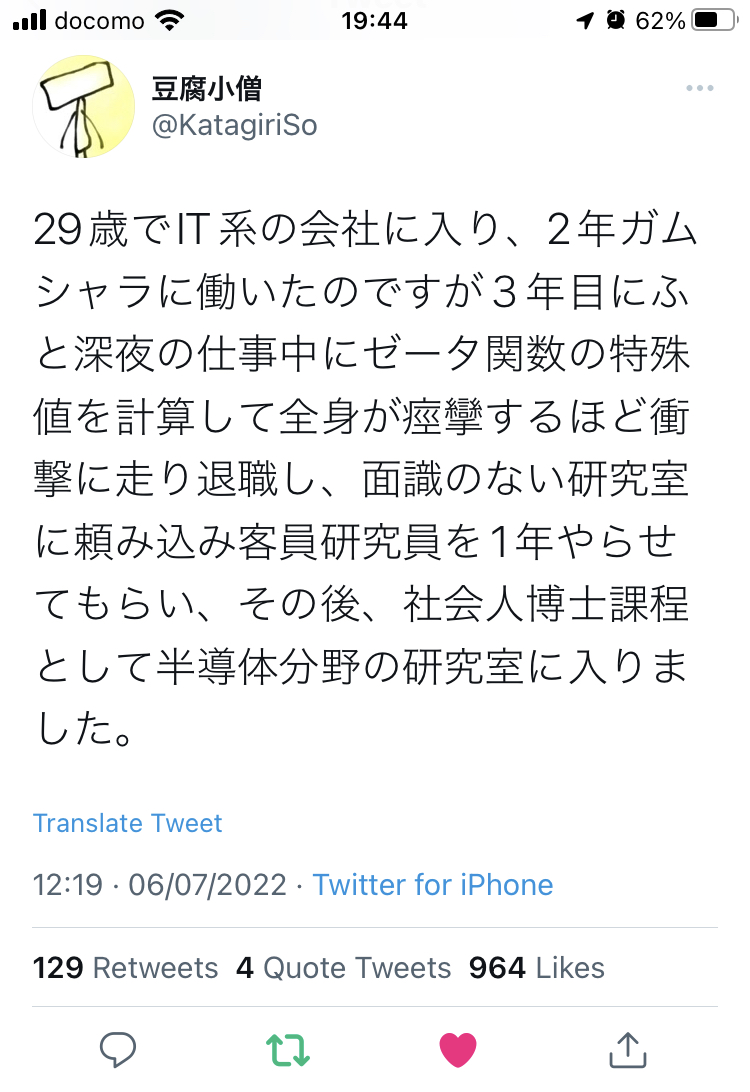 docomo 19:44 62%
豆腐小僧
@KatagiriSo
29歳でIT系の会社に入り、2年ガム
シャラに働いたのですが３年目にふ
と深夜の仕事中にゼータ関数の特殊
値を計算して全身が痙攣するほど衝
撃に走り退職し、面識のない研究室
に頼み込み客員研究員を1年やらせ
てもらい、その後、社会人博士課程
として半導体分野の研究室に入りま
した。
Translate Tweet
12:19 · 06/07/2022 · Twitter for iPhone
129 Retweets 4 Quote Tweets 964 Likes